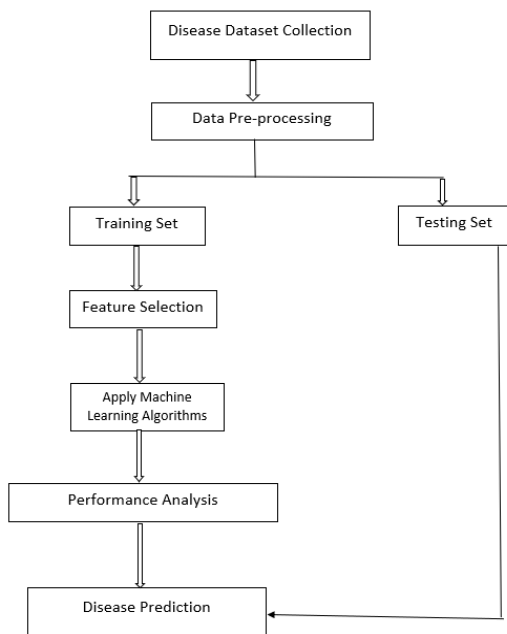 Disease Dataset Collection
Data Pre-processing
Training Set
Testing Set
Feature Selection
Apply Machine
Learning Algorithms
Performance Analysis
Disease Prediction